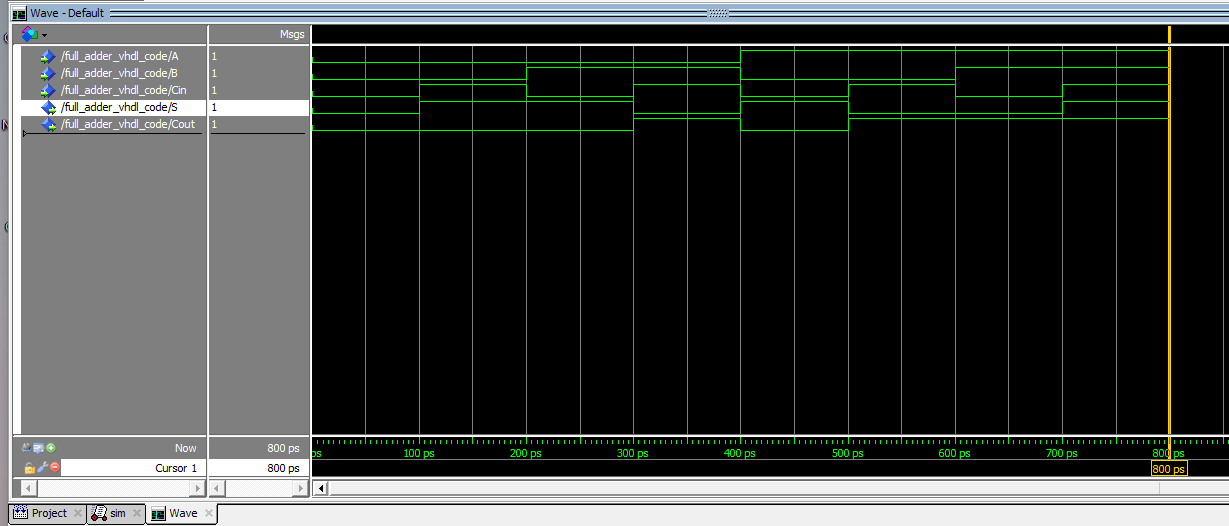 Wave - Default
Msgs
/full_adder_vhdl_code/A 1
/full_adder_vhdl_code/B 1
/full_adder_vhdl_code/Cin 1
/full_adder_vhdl_code/S 1
/full_adder_vhdl_code/Cout 1
Now 800 ps
ps 100 ps 200 ps 300 ps 400 ps 500 ps 600 ps 700 ps 800 ps
Cursor 1 800 ps
800 ps
Project sim Wave